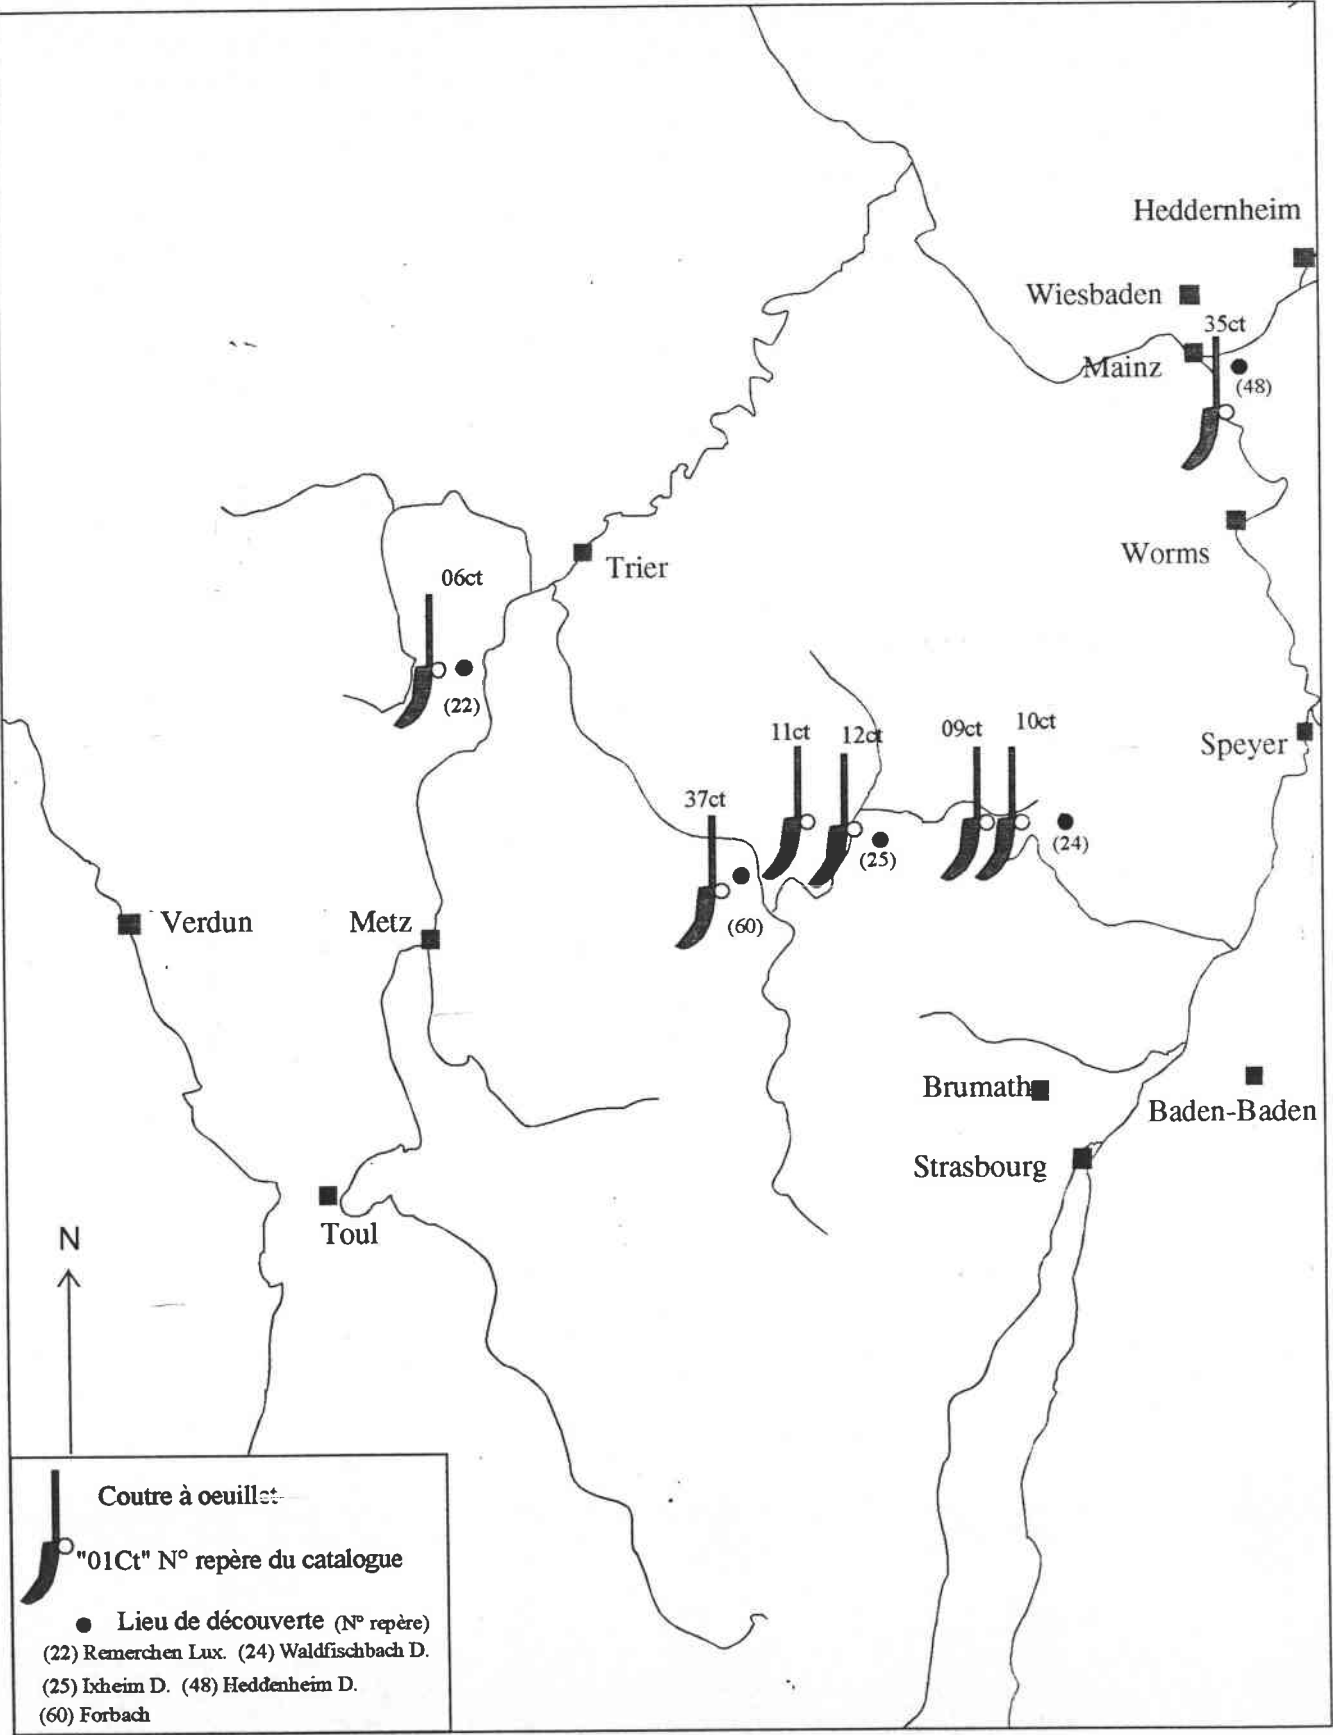 Heddernheim
Wiesbaden
35ct
Mainz
(48)
Worms
Trier
06ct
(22)
Speyer
11ct
12ct
09ct
10ct
37ct
(25)
(24)
(60)
Verdun
Metz
Brumath
Baden-Baden
Strasbourg
Toul
N
Coutre à oeuillet
"01Ct" N° repère du catalogue
Lieu de découverte (N° repère)
(22) Remerchen Lux. (24) Waldfischbach D.
(25) Ixheim D. (48) Heddenheim D.
(60) Forbach